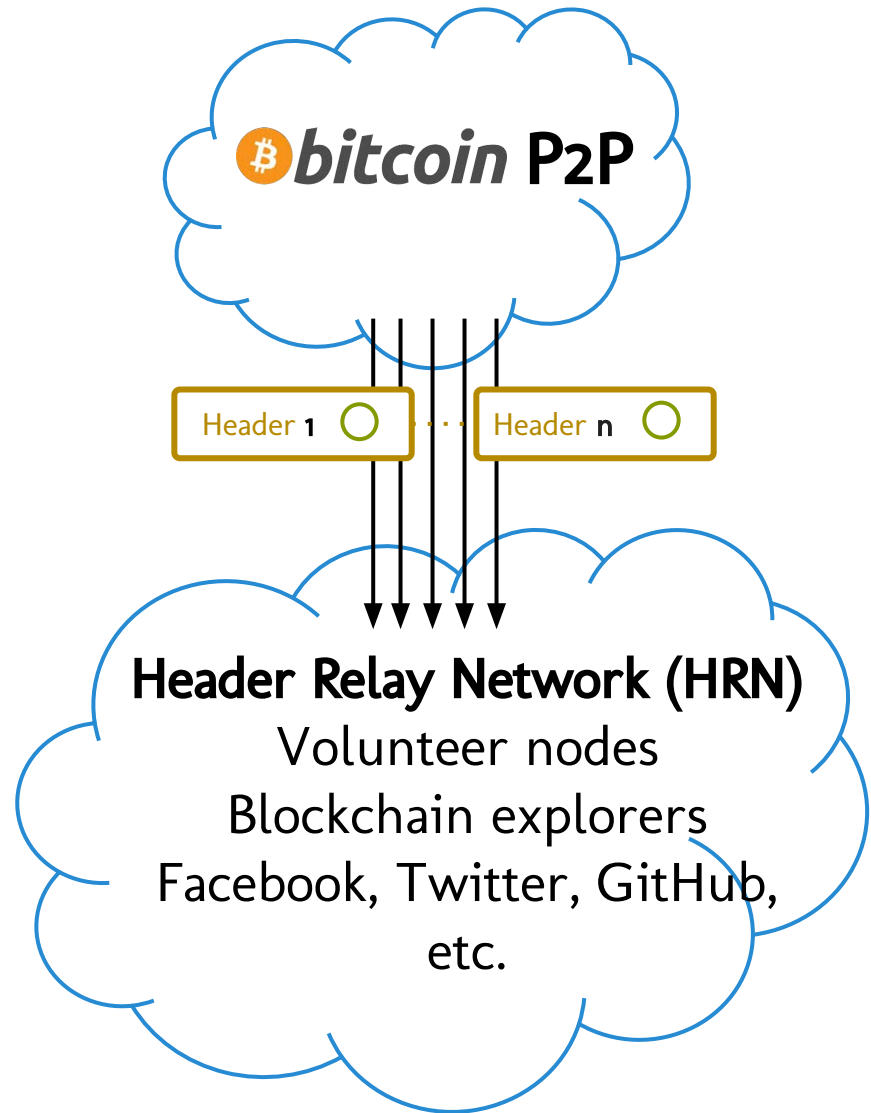 bitcoin P2P
Header 1 .... Header n
Header Relay Network (HRN)
Volunteer nodes
Blockchain explorers
Facebook, Twitter, GitHub,
etc.